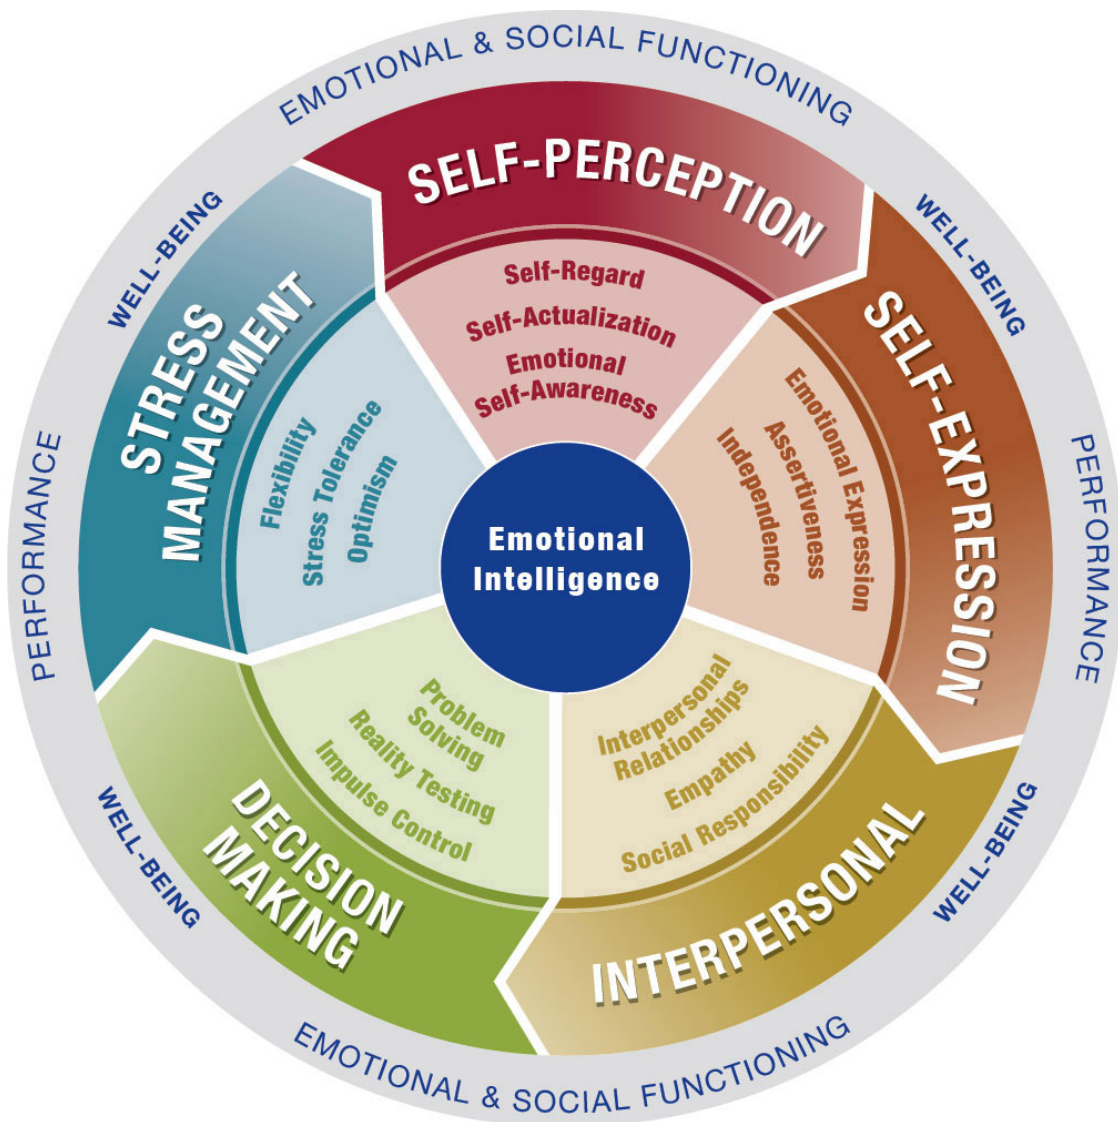 EMOTIONAL & SOCIAL FUNCTIONING
WELL-BEING
WELL-BEING
PERFORMANCE
PERFORMANCE
WELL-BEING
WELL-BEING
EMOTIONAL & SOCIAL FUNCTIONING
SELF-PERCEPTION
Self-Regard
Self-Actualization
Emotional
Self-Awareness
SELF-EXPRESSION
Emotional Expression
Assertiveness
Independence
INTERPERSONAL
Interpersonal
Relationships
Empathy
Social Responsibility
DECISION
MAKING
Problem
Solving
Reality Testing
Impulse Control
STRESS
MANAGEMENT
Flexibility
Stress Tolerance
Optimism
Emotional
Intelligence